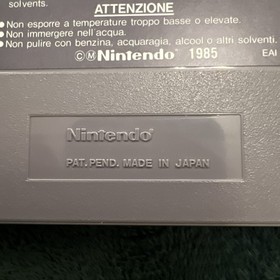 solvents.
ATTENZIONE
● Non esporre a temperature troppo basse o elevate.
● Non immergere nell'acqua.
● Non pulire con benzina, acquaragia, alcool o altri solventi.
©Ⓜ Nintendo® 1985 EAI
Nintendo®
PAT. PEND. MADE IN JAPAN